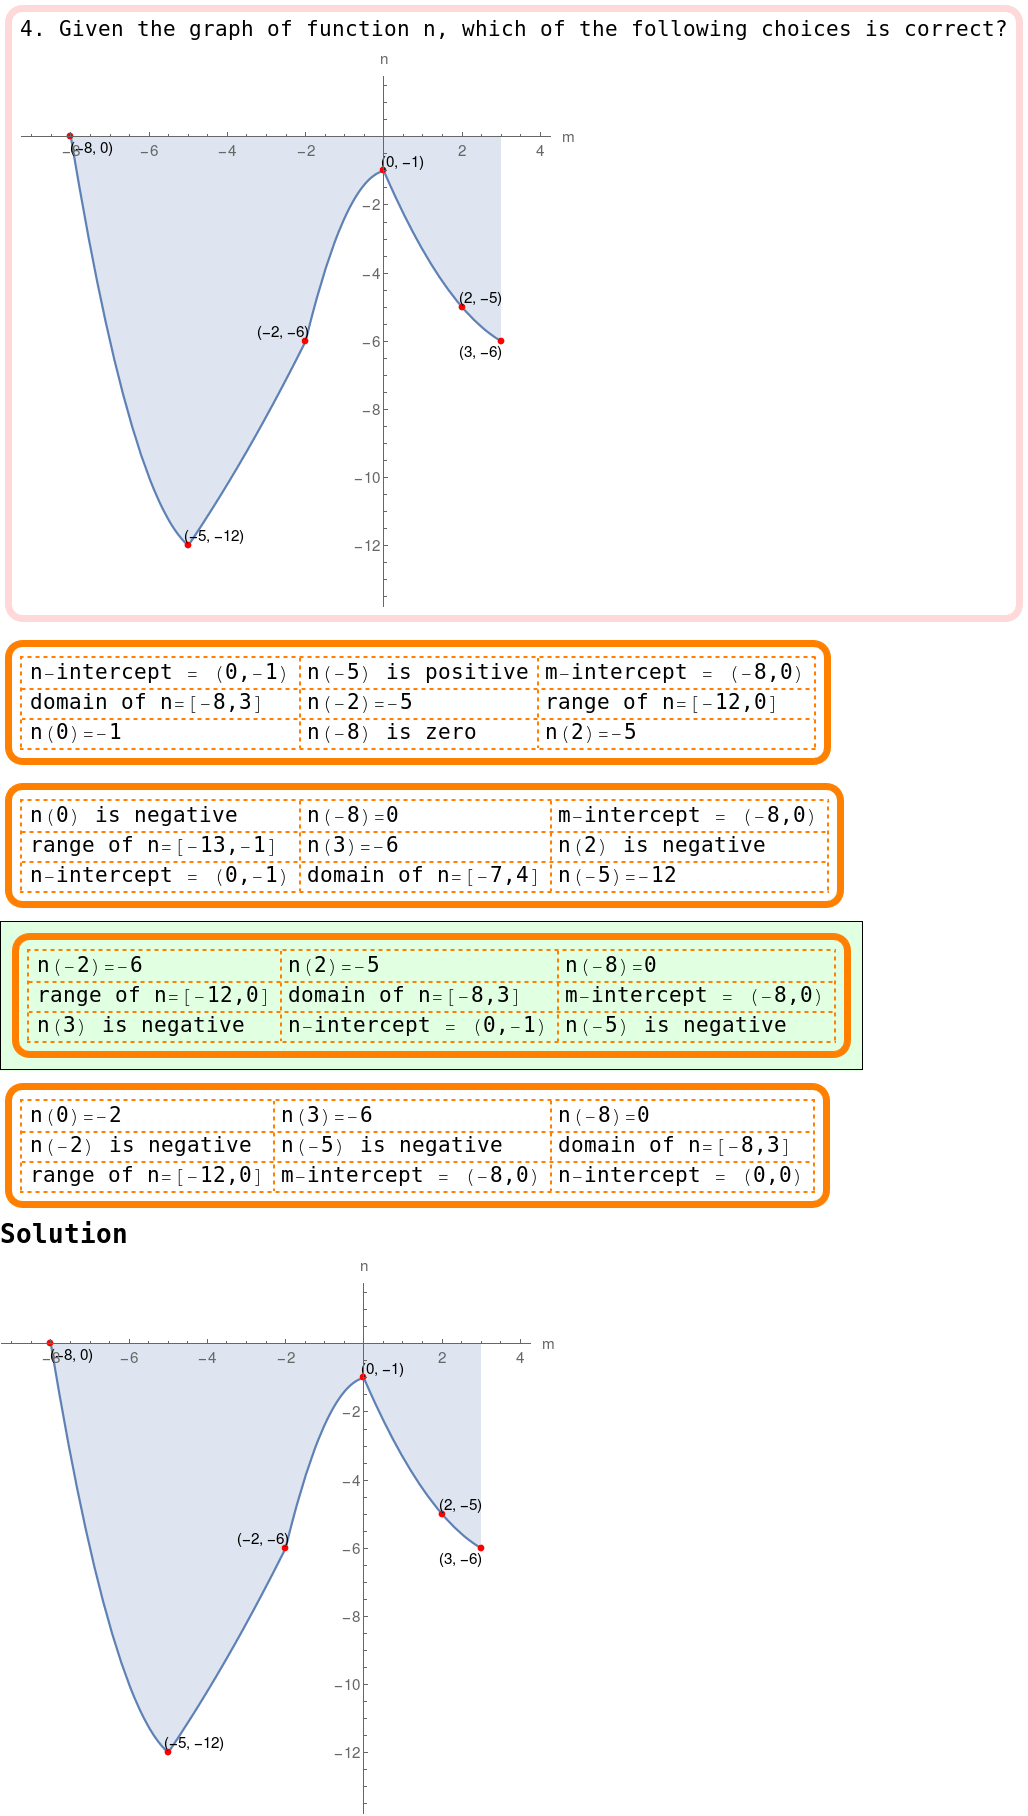 4. Given the graph of function n, which of the following choices is correct?
n
m
−8 −6 −4 −2 2 4
(−8, 0)
(0, −1)
−2
−4
(2, −5)
(−2, −6)
−6
(3, −6)
−8
−10
(−5, −12)
−12
n-intercept = (0,-1) n(-5) is positive m-intercept = (-8,0)
domain of n=[-8,3] n(-2)=-5 range of n=[-12,0]
n(0)=-1 n(-8) is zero n(2)=-5
n(0) is negative n(-8)=0 m-intercept = (-8,0)
range of n=[-13,-1] n(3)=-6 n(2) is negative
n-intercept = (0,-1) domain of n=[-7,4] n(-5)=-12
n(-2)=-6 n(2)=-5 n(-8)=0
range of n=[-12,0] domain of n=[-8,3] m-intercept = (-8,0)
n(3) is negative n-intercept = (0,-1) n(-5) is negative
n(0)=-2 n(3)=-6 n(-8)=0
n(-2) is negative n(-5) is negative domain of n=[-8,3]
range of n=[-12,0] m-intercept = (-8,0) n-intercept = (0,0)
Solution
n
m
−8 −6 −4 −2 2 4
(−8, 0)
(0, −1)
−2
−4
(2, −5)
(−2, −6)
−6
(3, −6)
−8
−10
(−5, −12)
−12